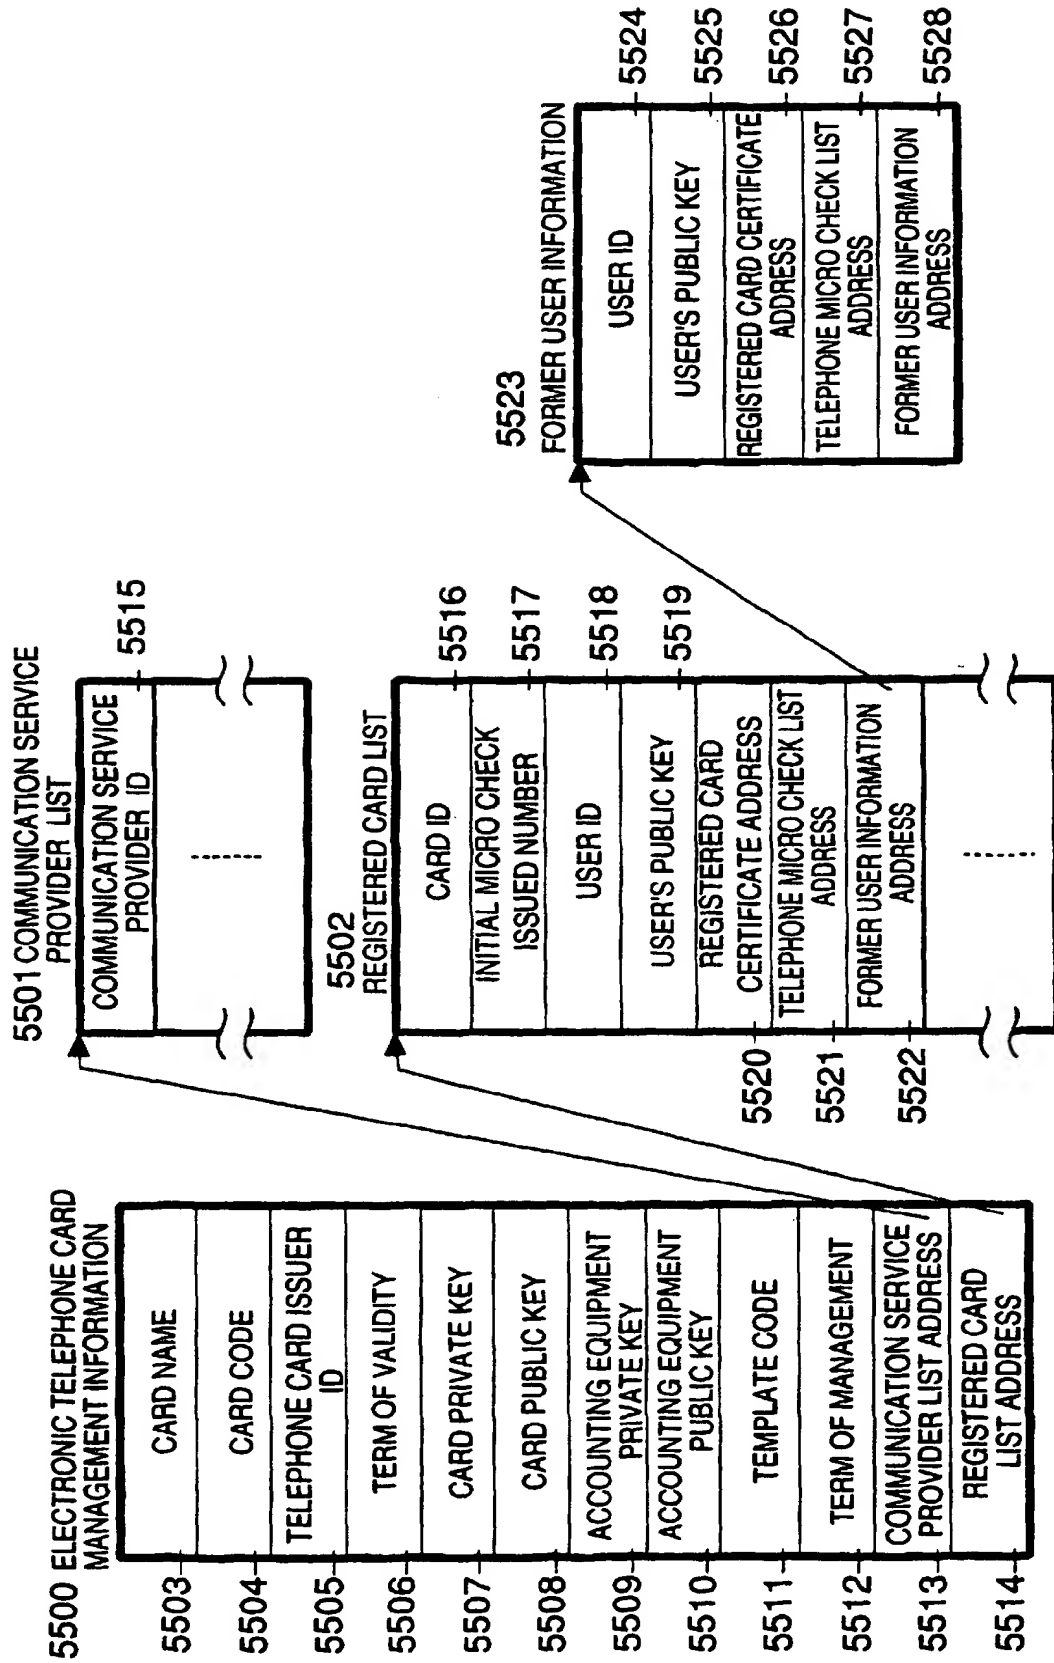 5500 ELECTRONIC TELEPHONE CARD
MANAGEMENT INFORMATION
5503
CARD NAME
5504
CARD CODE
5505
TELEPHONE CARD ISSUER
ID
5506
TERM OF VALIDITY
5507
CARD PRIVATE KEY
5508
CARD PUBLIC KEY
5509
ACCOUNTING EQUIPMENT
PRIVATE KEY
5510
ACCOUNTING EQUIPMENT
PUBLIC KEY
5511
TEMPLATE CODE
5512
TERM OF MANAGEMENT
5513
COMMUNICATION SERVICE
PROVIDER LIST ADDRESS
5514
REGISTERED CARD
LIST ADDRESS
5501 COMMUNICATION SERVICE
PROVIDER LIST
COMMUNICATION SERVICE
PROVIDER ID
5515
5502
REGISTERED CARD LIST
CARD ID
5516
INITIAL MICRO CHECK
ISSUED NUMBER
5517
USER ID
5518
USER'S PUBLIC KEY
5519
REGISTERED CARD
CERTIFICATE ADDRESS
5520
TELEPHONE MICRO CHECK LIST
ADDRESS
5521
FORMER USER INFORMATION
ADDRESS
5522
5523
FORMER USER INFORMATION
USER ID
5524
USER'S PUBLIC KEY
5525
REGISTERED CARD CERTIFICATE
ADDRESS
5526
TELEPHONE MICRO CHECK LIST
ADDRESS
5527
FORMER USER INFORMATION
ADDRESS
5528